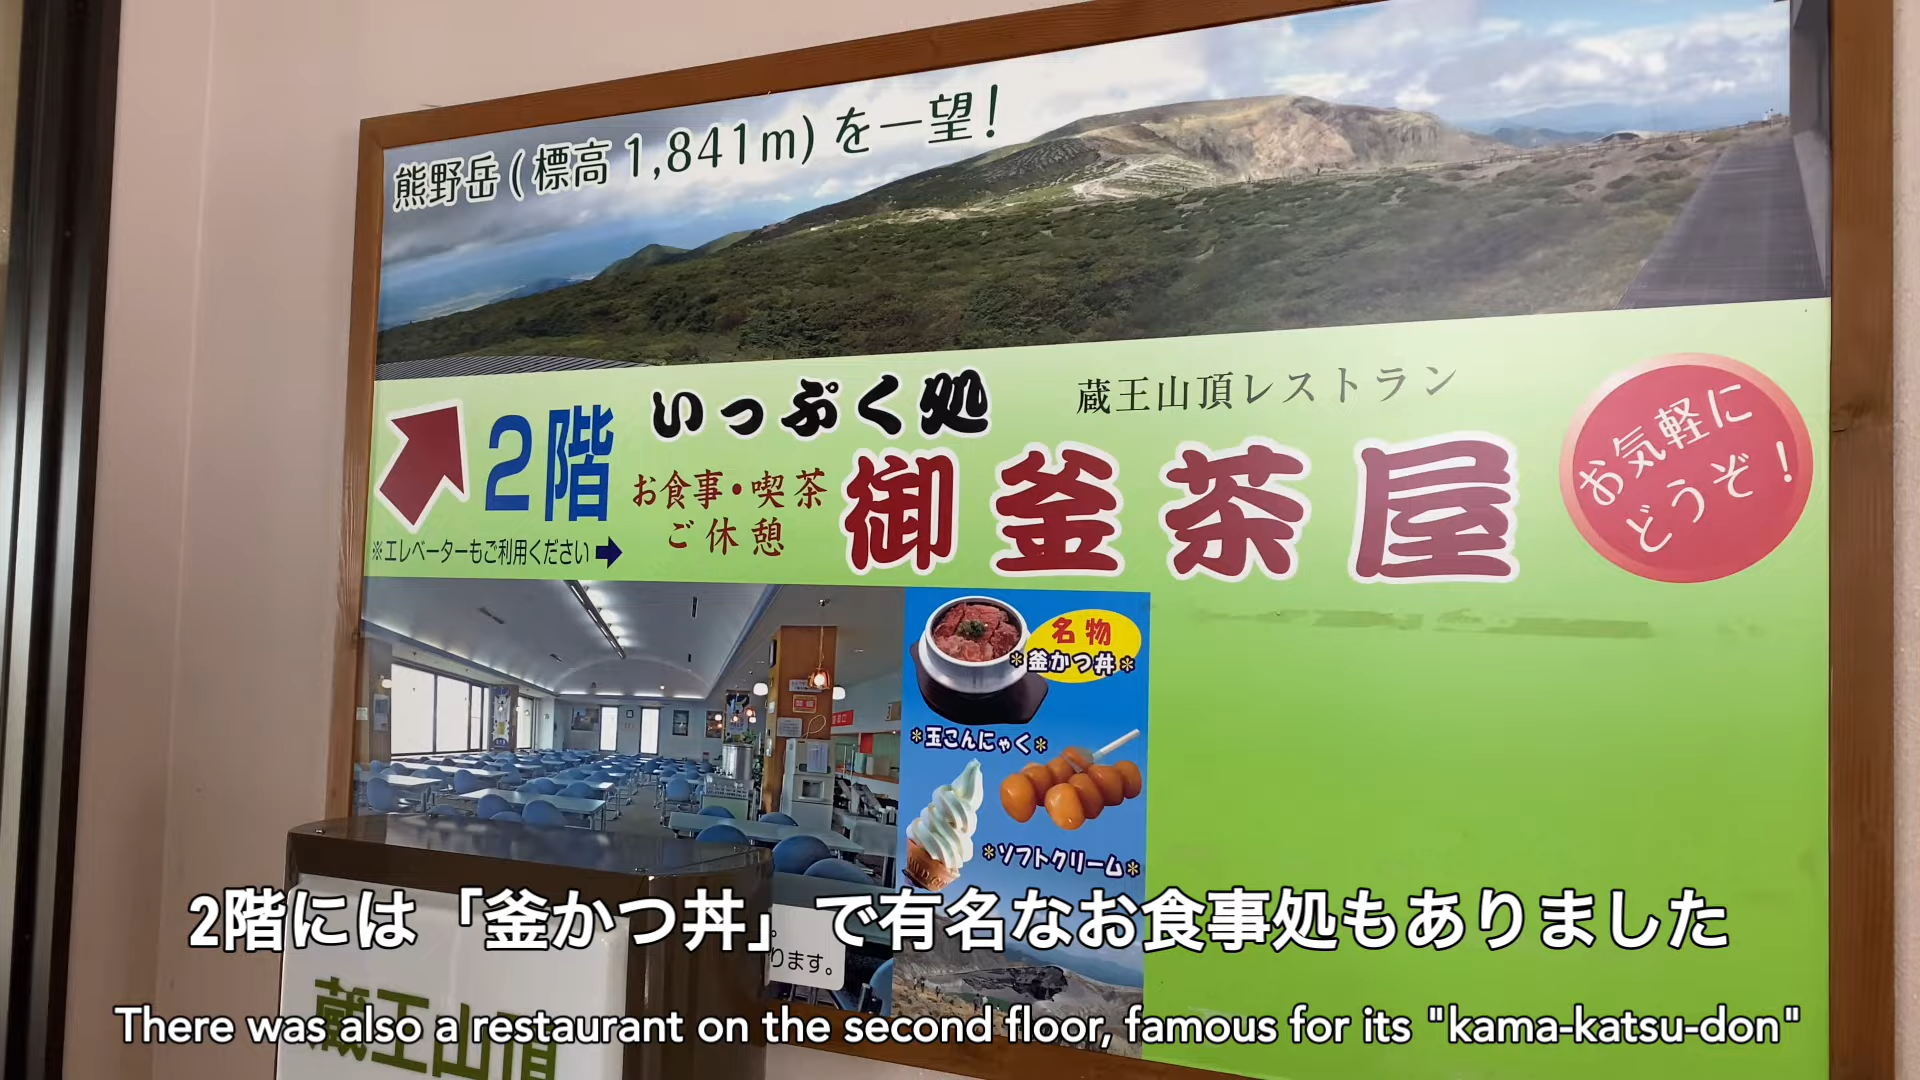 熊野岳(標高1,841m)を一望!
いっぷく処
蔵王山頂レストラン
2階
お食事・喫茶
ご休憩
御釜茶屋
お気軽に
どうぞ!
※エレベーターもご利用ください
名物
*釜かつ丼*
*玉こんにゃく*
*ソフトクリーム*
2階には「釜かつ丼」で有名なお食事処もありました
ります。
蔵王山頂
There was also a restaurant on the second floor, famous for its "kama-katsu-don"